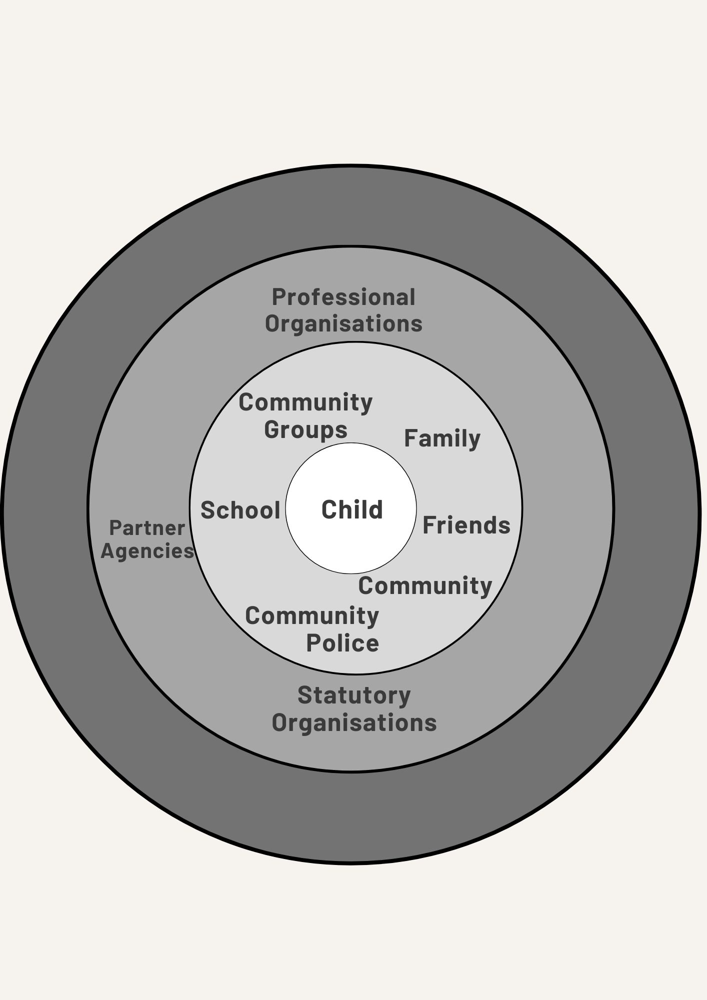 Professional
Organisations
Community
Groups
Family
School
Child
Friends
Partner
Agencies
Community
Community
Police
Statutory
Organisations